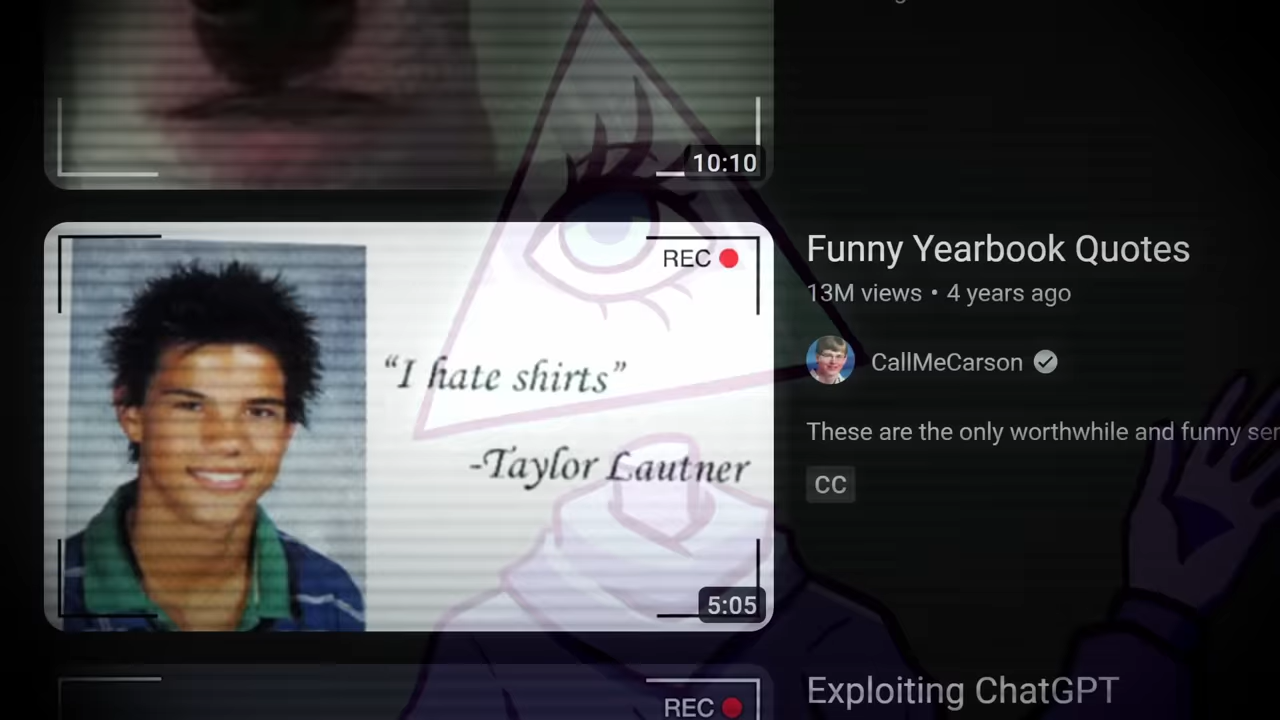 10:10
REC
“I hate shirts”
-Taylor Lautner
5:05
Funny Yearbook Quotes
13M views • 4 years ago
CallMeCarson
These are the only worthwhile and funny
CC
REC
Exploiting ChatGPT